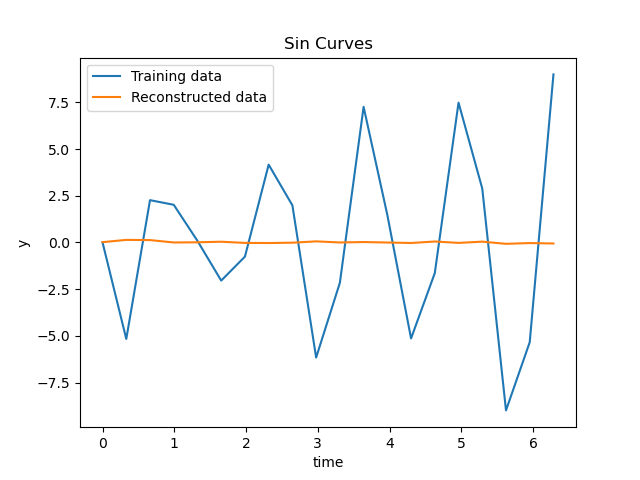 Sin Curves
Training data
Reconstructed data
7.5
5.0
2.5
0.0
−2.5
−5.0
−7.5
y
0 1 2 3 4 5 6
time